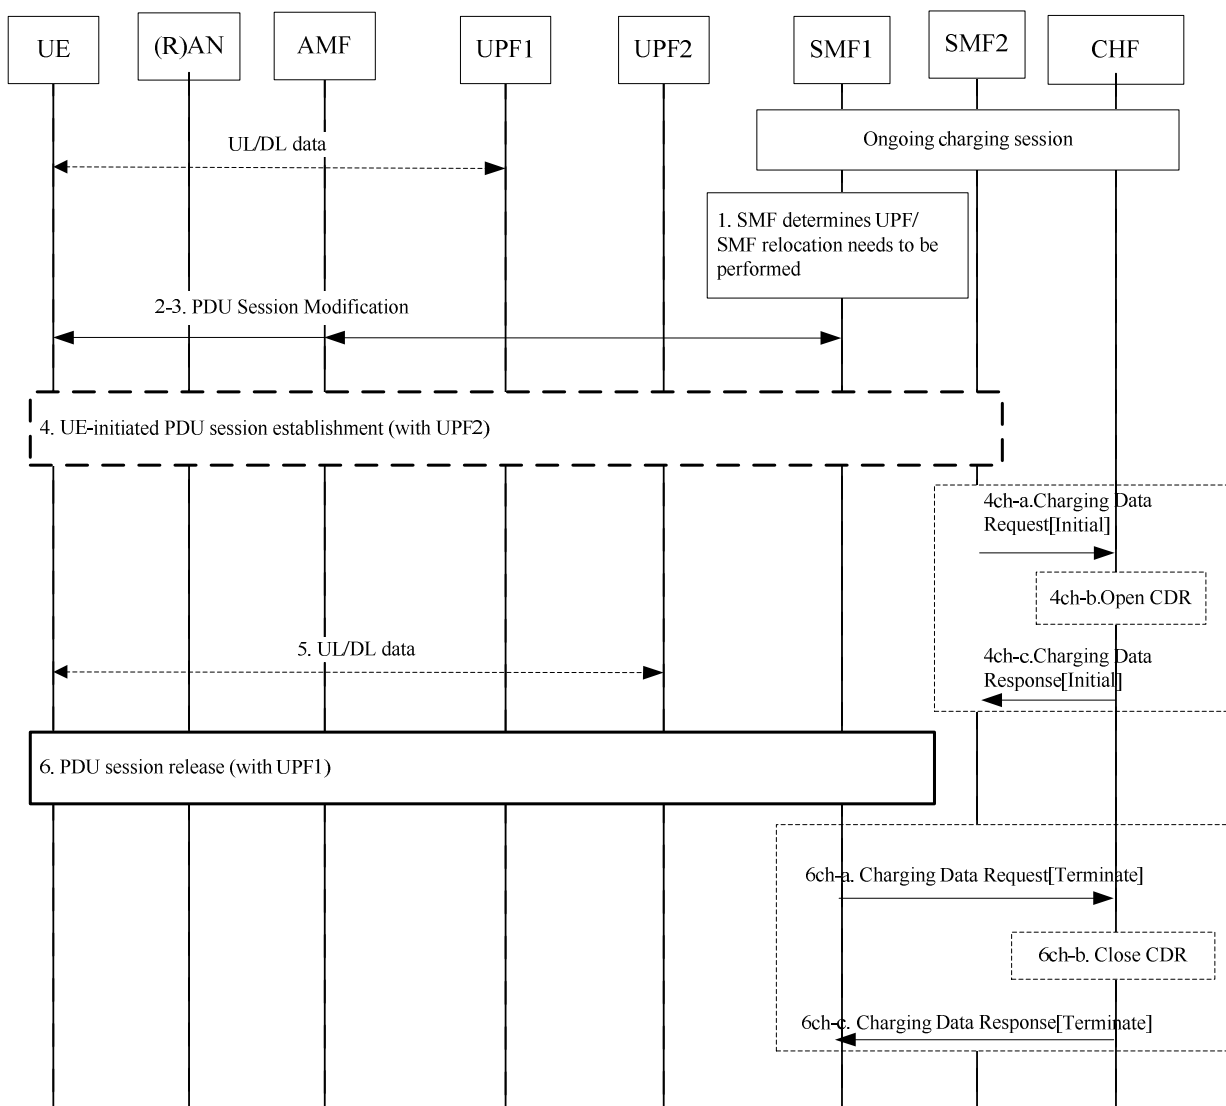 UE
(R)AN
AMF
UPF1
UPF2
SMF1
SMF2
CHF
UL/DL data
Ongoing charging session
1. SMF determines UPF/
SMF relocation needs to be
performed
2-3. PDU Session Modification
4. UE-initiated PDU session establishment (with UPF2)
4ch-a.Charging Data
Request[Initial]
4ch-b.Open CDR
5. UL/DL data
4ch-c.Charging Data
Response[Initial]
6. PDU session release (with UPF1)
6ch-a. Charging Data Request[Terminate]
6ch-b. Close CDR
6ch-c. Charging Data Response[Terminate]